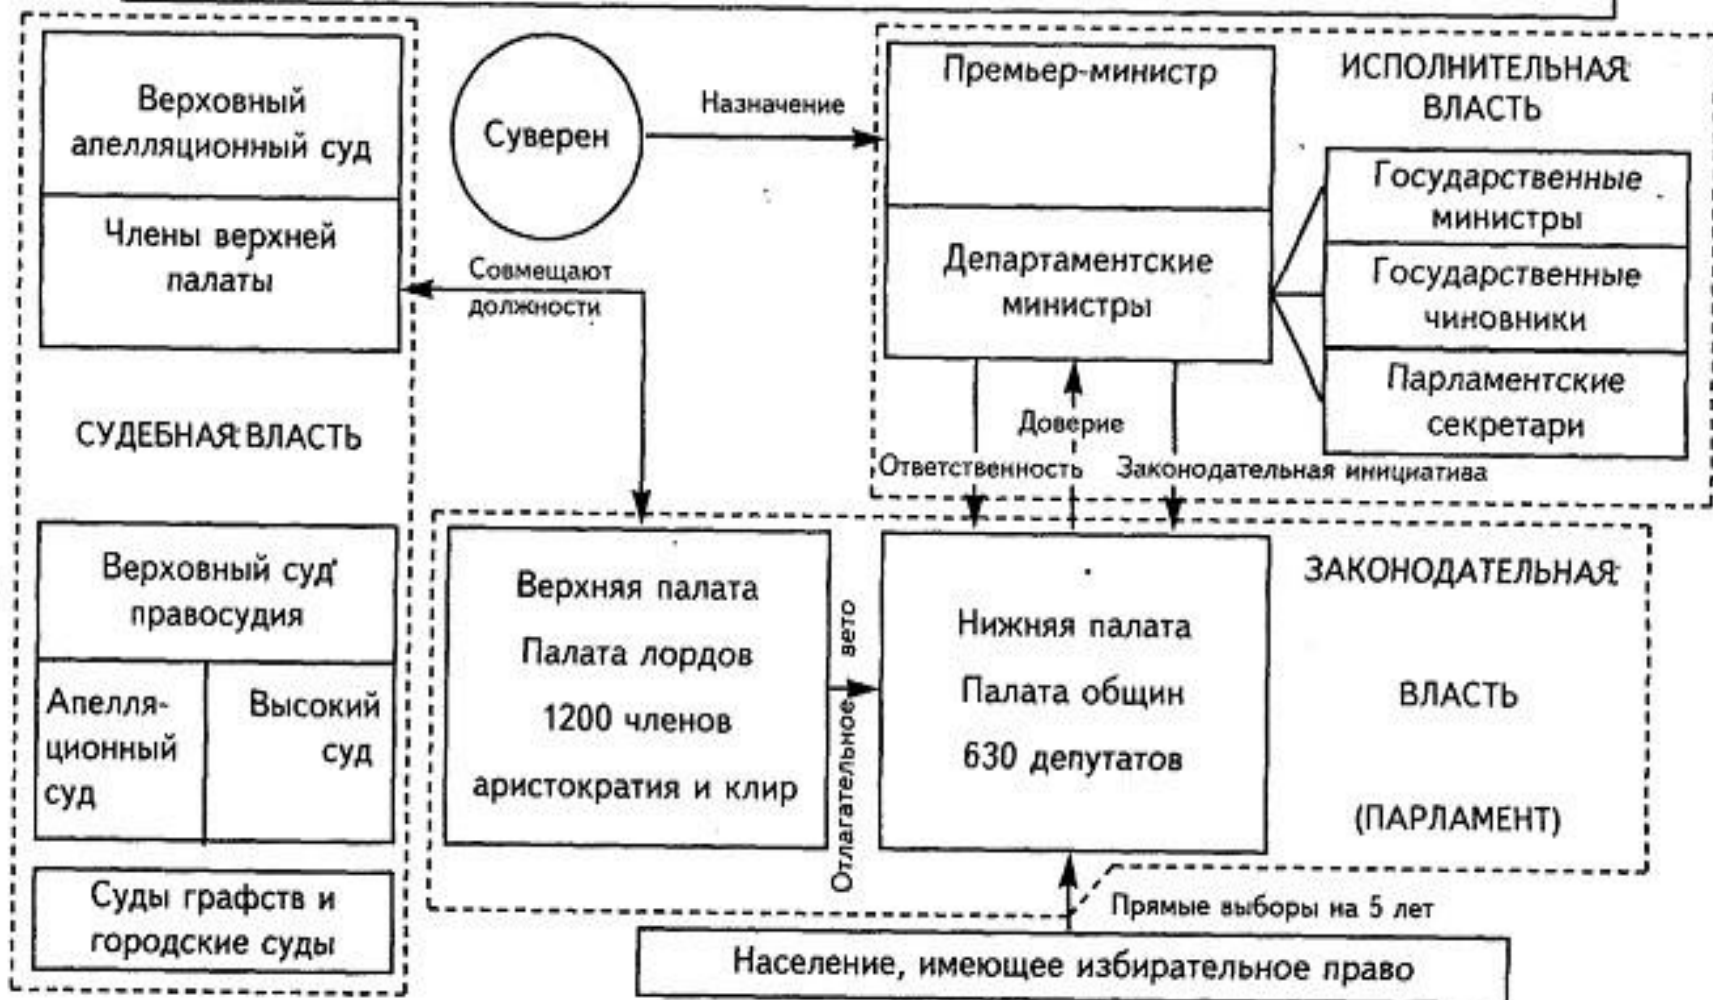 Верховный
апелляционный суд
Члены верхней
палаты
СУДЕБНАЯ ВЛАСТЬ
Верховный суд
правосудия
Апелля-
ционный
суд
Высокий
суд
Суды графств и
городские суды
Суверен
Назначение
Совмещают
должности
Премьер-министр
Департаментские
министры
ИСПОЛНИТЕЛЬНАЯ
ВЛАСТЬ
Государственные
министры
Государственные
чиновники
Парламентские
секретари
Доверие
Ответственность
Законодательная инициатива
Верхняя палата
Палата лордов
1200 членов
аристократия и клир
Отлагательное вето
Нижняя палата
Палата общин
630 депутатов
ЗАКОНОДАТЕЛЬНАЯ
ВЛАСТЬ
(ПАРЛАМЕНТ)
Прямые выборы на 5 лет
Население, имеющее избирательное право